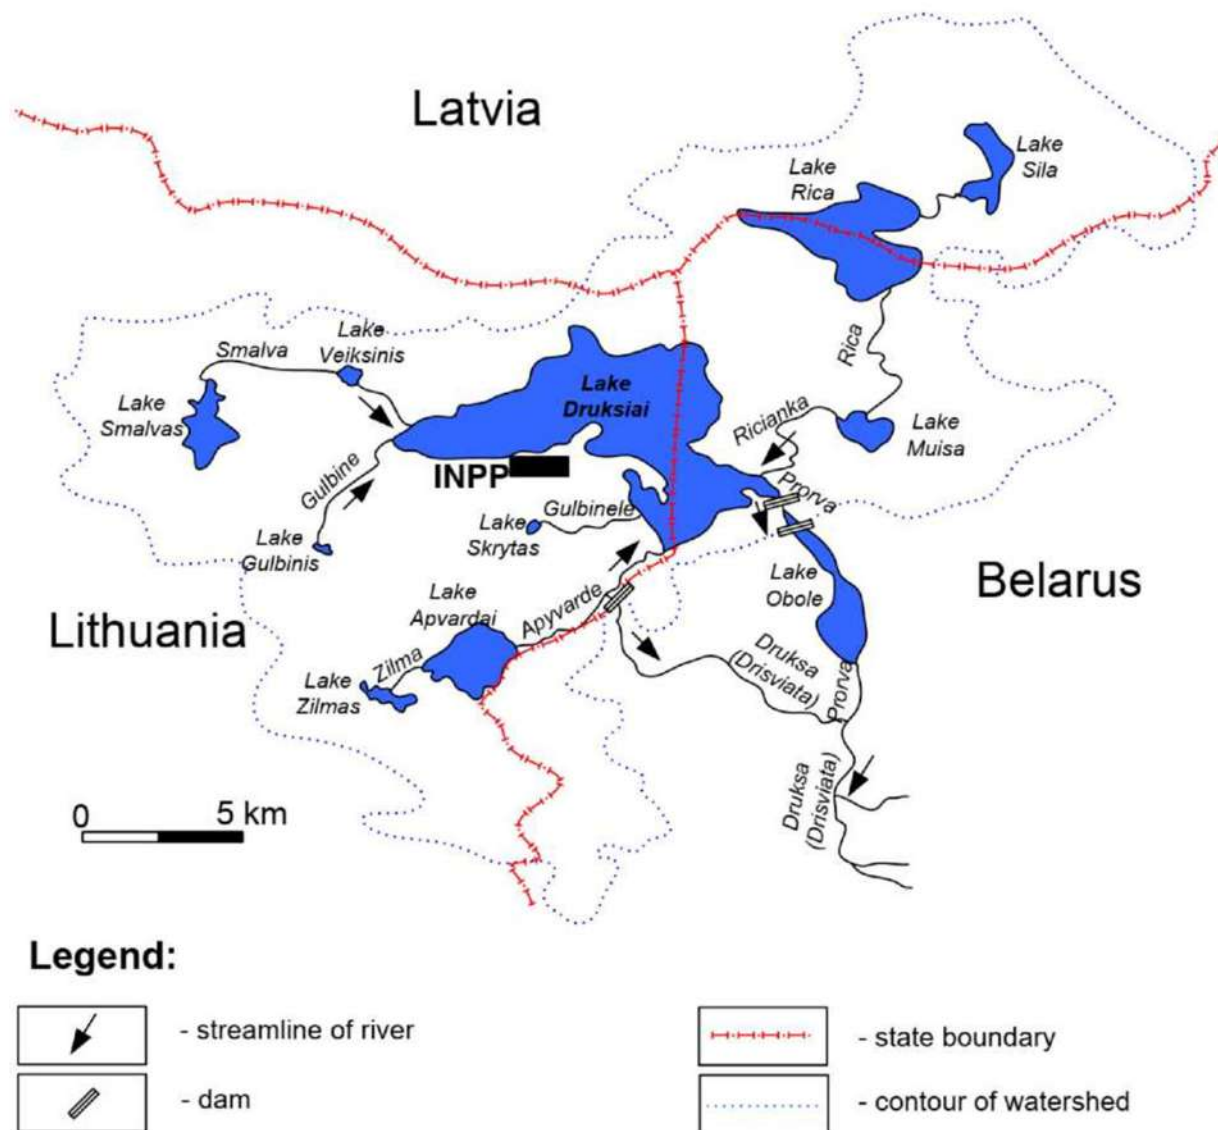 Latvia
Lake
Sila
Lake
Rica
Lake
Veiksinis
Smalva
Rica
Lake
Druksiai
Lake
Smalvas
Ricianka
Lake
Muisa
Gulbine
INPP
Prorva
Gulbinele
Lake
Skrytas
Lake
Gulbinis
Lake
Obole
Belarus
Lake
Apvardai
Apyvarde
Lithuania
Druksa
(Drisviata)
Zilma
Lake
Zilmas
Prorva
Druksa
(Drisviata)
0 5 km
Legend:
- streamline of river
- state boundary
- dam
- contour of watershed